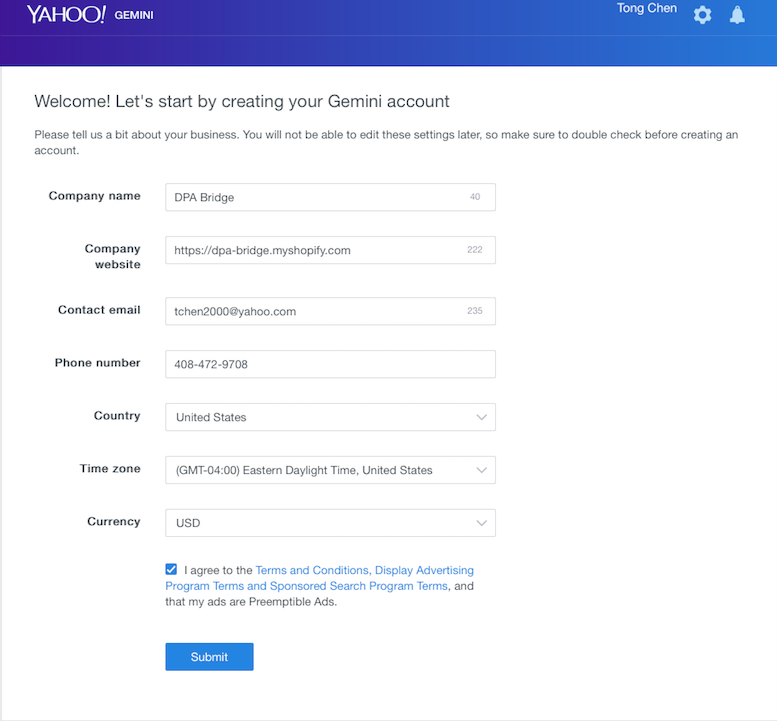 YAHOO! GEMINI
Tong Chen
Welcome! Let's start by creating your Gemini account
Please tell us a bit about your business. You will not be able to edit these settings later, so make sure to double check before creating an
account.
Company name
DPA Bridge
40
Company
website
https://dpa-bridge.myshopify.com
222
Contact email
tchen2000@yahoo.com
235
Phone number
408-472-9708
Country
United States
Time zone
(GMT-04:00) Eastern Daylight Time, United States
Currency
USD
I agree to the Terms and Conditions, Display Advertising
Program Terms and Sponsored Search Program Terms, and
that my ads are Preemptible Ads.
Submit